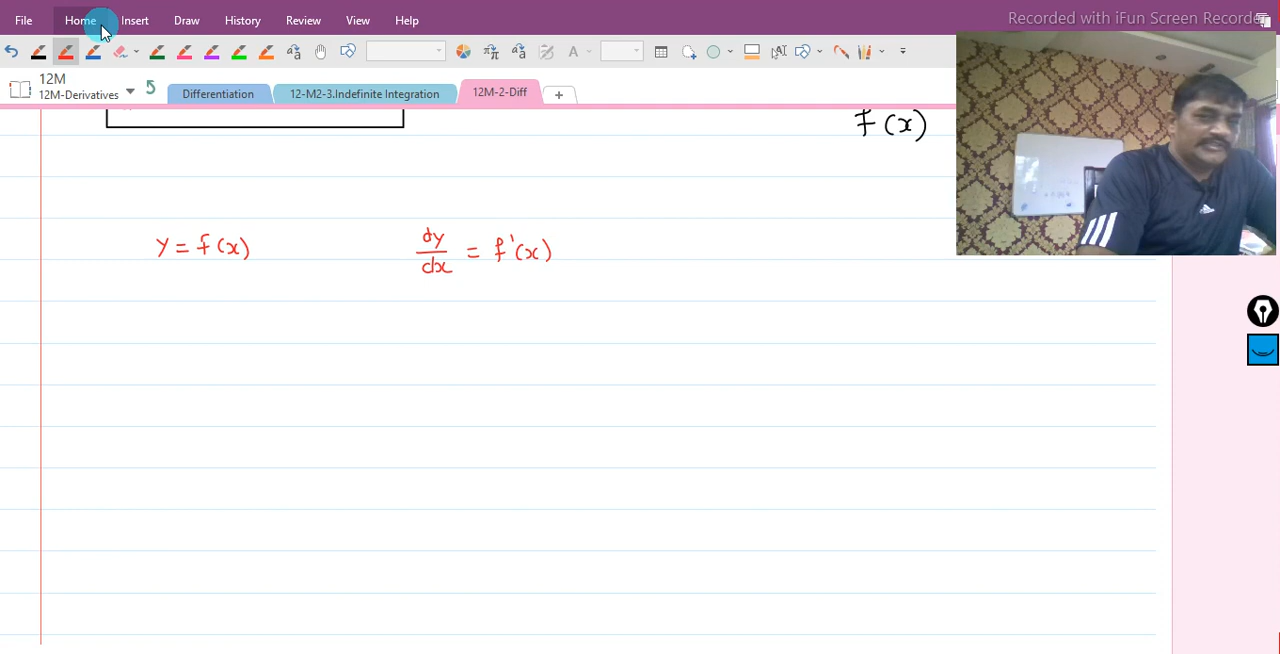 File Home Insert Draw History Review View Help
Recorded with iFun Screen Recorder
12M
12M-Derivatives
Differentiation 12-M2-3.Indefinite Integration 12M-2-Diff +
f(x)
y = f(x) dy/dx = f'(x)